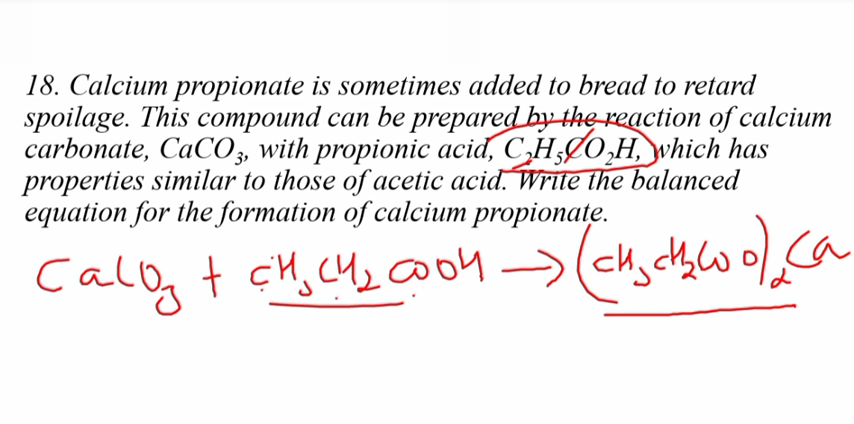 18. Calcium propionate is sometimes added to bread to retard
spoilage. This compound can be prepared by the reaction of calcium
carbonate, CaCO₃, with propionic acid, C₂H₅CO₂H, which has
properties similar to those of acetic acid. Write the balanced
equation for the formation of calcium propionate.
CaCO₃ + CH₃CH₂COOH → (CH₃CH₂COO)₂Ca